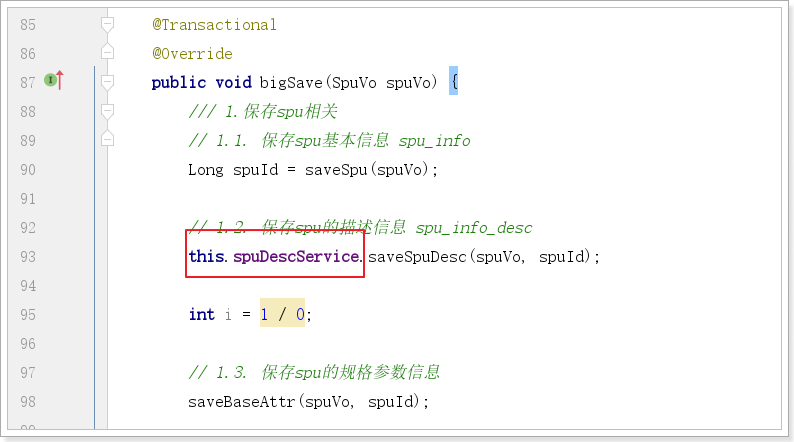 85 @Transactional
86 @Override
87 public void bigSave(SpuVo spuVo) {
88 /// 1.保存spu相关
89 // 1.1. 保存spu基本信息 spu_info
90 Long spuId = saveSpu(spuVo);
91
92 // 1.2. 保存spu的描述信息 spu_info_desc
93 this.spuDescService.saveSpuDesc(spuVo, spuId);
94
95 int i = 1 / 0;
96
97 // 1.3. 保存spu的规格参数信息
98 saveBaseAttr(spuVo, spuId);